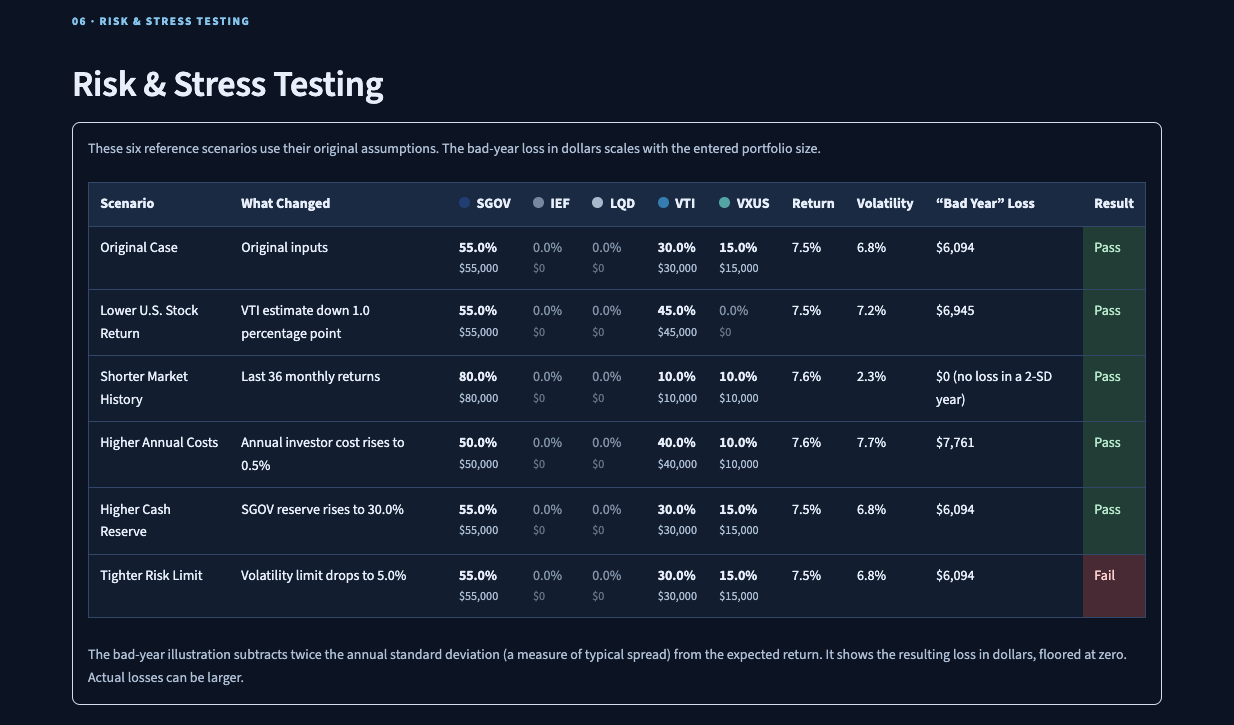 06 · RISK & STRESS TESTING
Risk & Stress Testing
These six reference scenarios use their original assumptions. The bad-year loss in dollars scales with the entered portfolio size.
Scenario What Changed SGOV IEF LQD VTI VXUS Return Volatility “Bad Year” Loss Result
Original Case Original inputs 55.0% 0.0% 0.0% 30.0% 15.0% 7.5% 6.8% $6,094 Pass
$55,000 $0 $0 $30,000 $15,000
Lower U.S. Stock VTI estimate down 1.0 55.0% 0.0% 0.0% 45.0% 0.0% 7.5% 7.2% $6,945 Pass
Return percentage point $55,000 $0 $0 $45,000 $0
Shorter Market Last 36 monthly returns 80.0% 0.0% 0.0% 10.0% 10.0% 7.6% 2.3% $0 (no loss in a 2-SD Pass
History $80,000 $0 $0 $10,000 $10,000 year)
Higher Annual Costs Annual investor cost rises to 50.0% 0.0% 0.0% 40.0% 10.0% 7.6% 7.7% $7,761 Pass
0.5% $50,000 $0 $0 $40,000 $10,000
Higher Cash SGOV reserve rises to 30.0% 55.0% 0.0% 0.0% 30.0% 15.0% 7.5% 6.8% $6,094 Pass
Reserve $55,000 $0 $0 $30,000 $15,000
Tighter Risk Limit Volatility limit drops to 5.0% 55.0% 0.0% 0.0% 30.0% 15.0% 7.5% 6.8% $6,094 Fail
$55,000 $0 $0 $30,000 $15,000
The bad-year illustration subtracts twice the annual standard deviation (a measure of typical spread) from the expected return. It shows the resulting loss in dollars, floored at zero.
Actual losses can be larger.